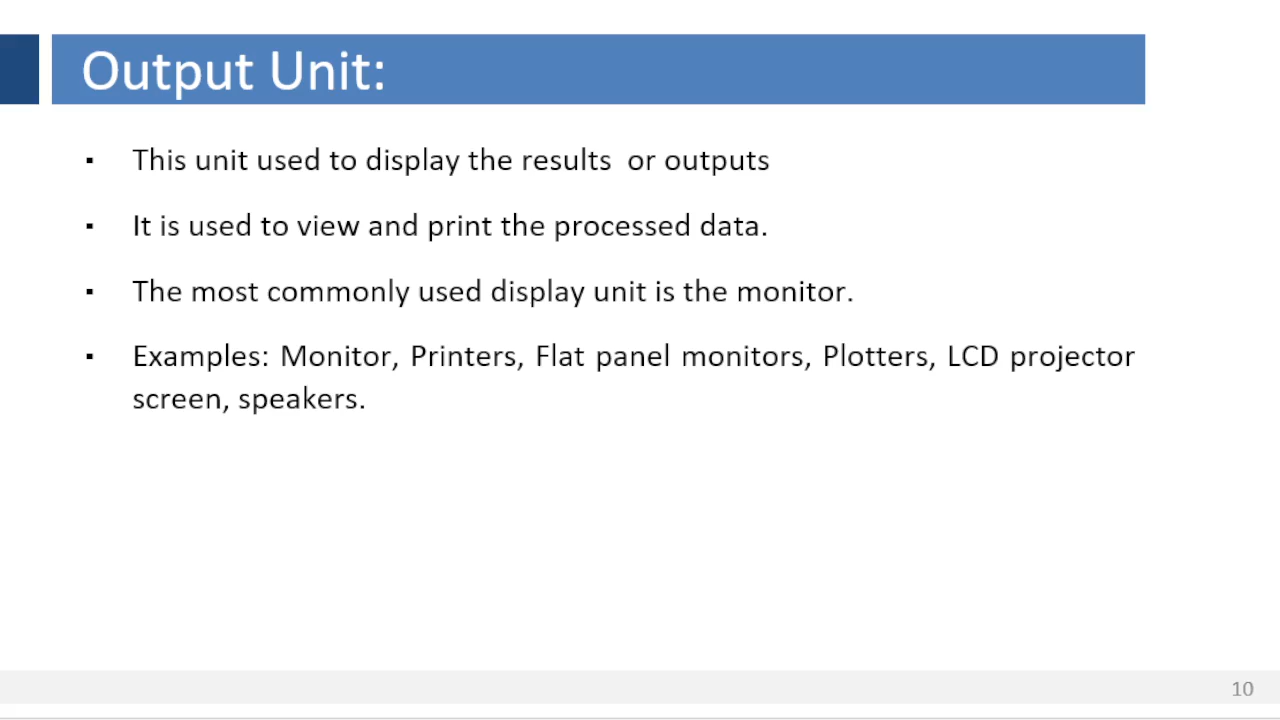 Output Unit:
▪ This unit used to display the results  or outputs
▪ It is used to view and print the processed data.
▪ The most commonly used display unit is the monitor.
▪ Examples: Monitor, Printers, Flat panel monitors, Plotters, LCD projector
screen, speakers.
10